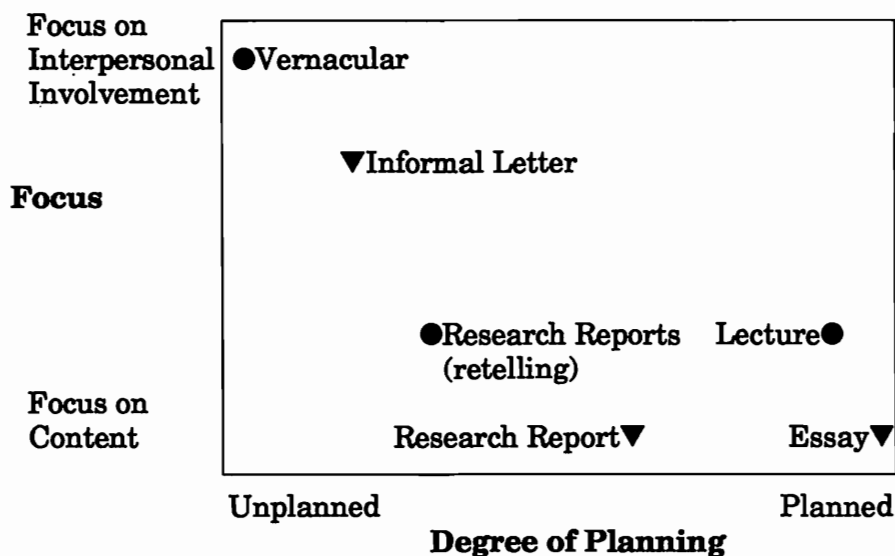 Focus on
Interpersonal
Involvement
Vernacular
Informal Letter
Focus
Research Reports
(retelling)
Lecture
Focus on
Content
Research Report
Essay
Unplanned
Planned
Degree of Planning